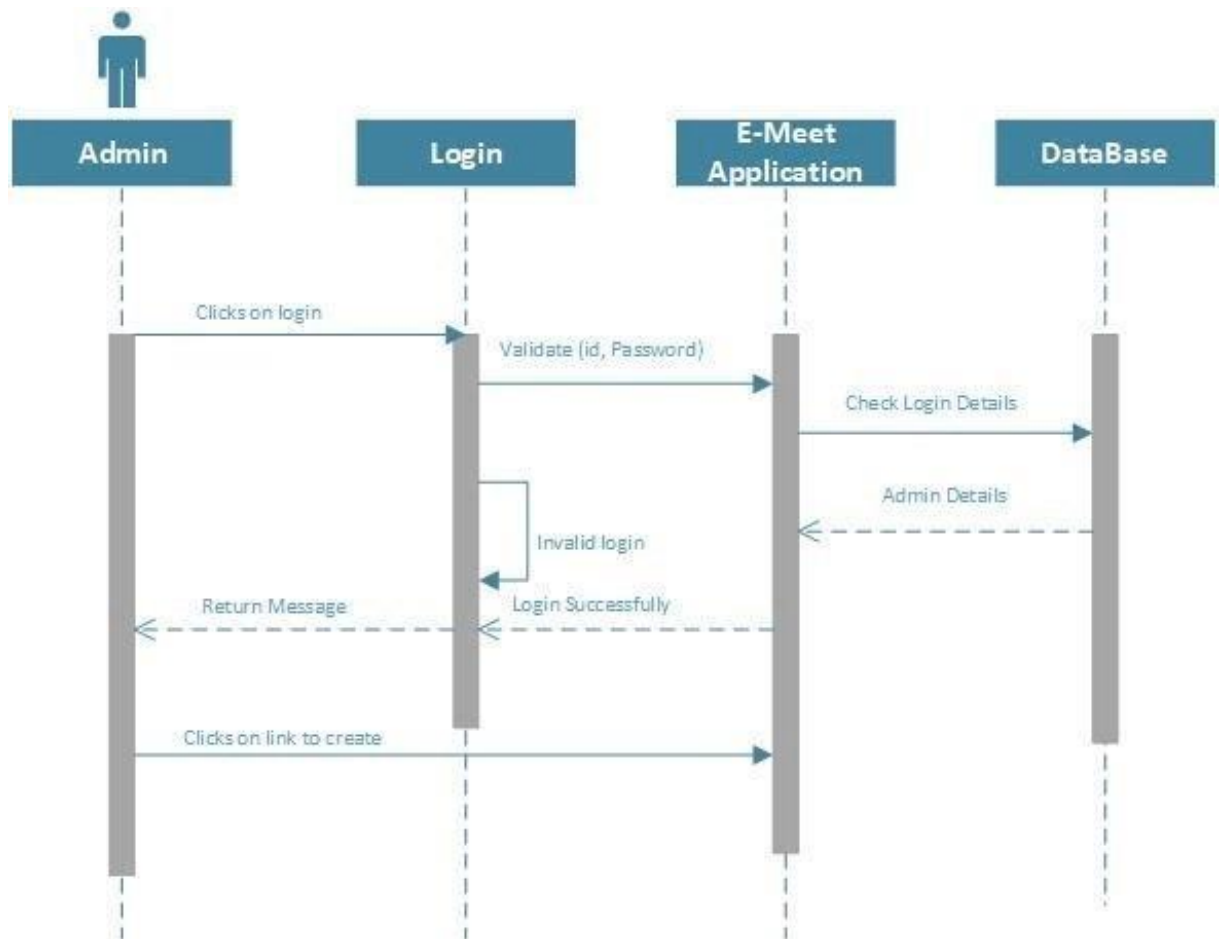 Admin
Login
E-Meet
Application
DataBase
Clicks on login
Validate (id, Password)
Check Login Details
Admin Details
Invalid login
Return Message
Login Successfully
Clicks on link to create